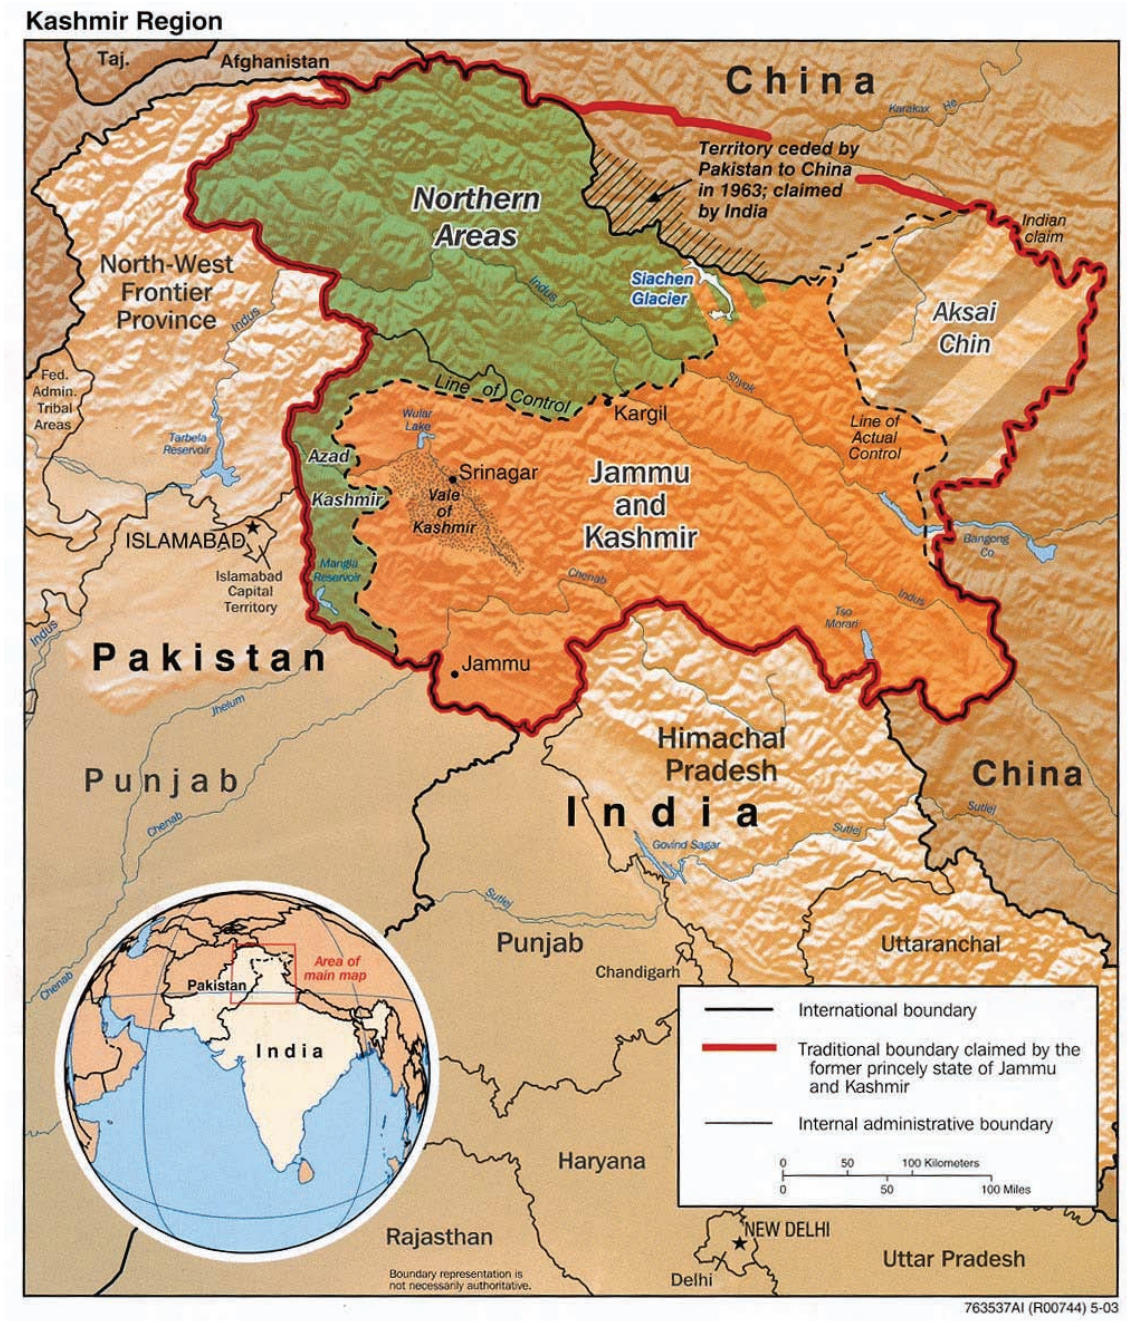 Kashmir Region
Taj.
Afghanistan
China
Karakax He
Territory ceded by
Pakistan to China
in 1963; claimed
by India
Northern
Areas
Indian
claim
North-West
Frontier
Province
Indus
Indus
Siachen
Glacier
Aksai
Chin
Fed.
Admin.
Tribal
Areas
Line of Control
Shyok
Kargil
Wular
Lake
Line of
Actual
Control
Tarbela
Reservoir
Azad
Kashmir
Srinagar
Vale
of
Kashmir
Jammu
and
Kashmir
ISLAMABAD
Bangong
Co
Islamabad
Capital
Territory
Mangla
Reservoir
Chenab
Indus
Tso
Morari
Indus
Pakistan
Jammu
Jhelum
Himachal
Pradesh
Punjab
China
India
Chenab
Sutlej
Sutlej
Govind Sagar
Sutlej
Punjab
Uttaranchal
Chandigarh
Chenab
Area of
main map
Pakistan
India
International boundary
Traditional boundary claimed by the
former princely state of Jammu
and Kashmir
Internal administrative boundary
0 50 100 Kilometers
0 50 100 Miles
Haryana
Rajasthan
NEW DELHI
Delhi
Uttar Pradesh
Boundary representation is
not necessarily authoritative.
763537AI (R00744) 5-03